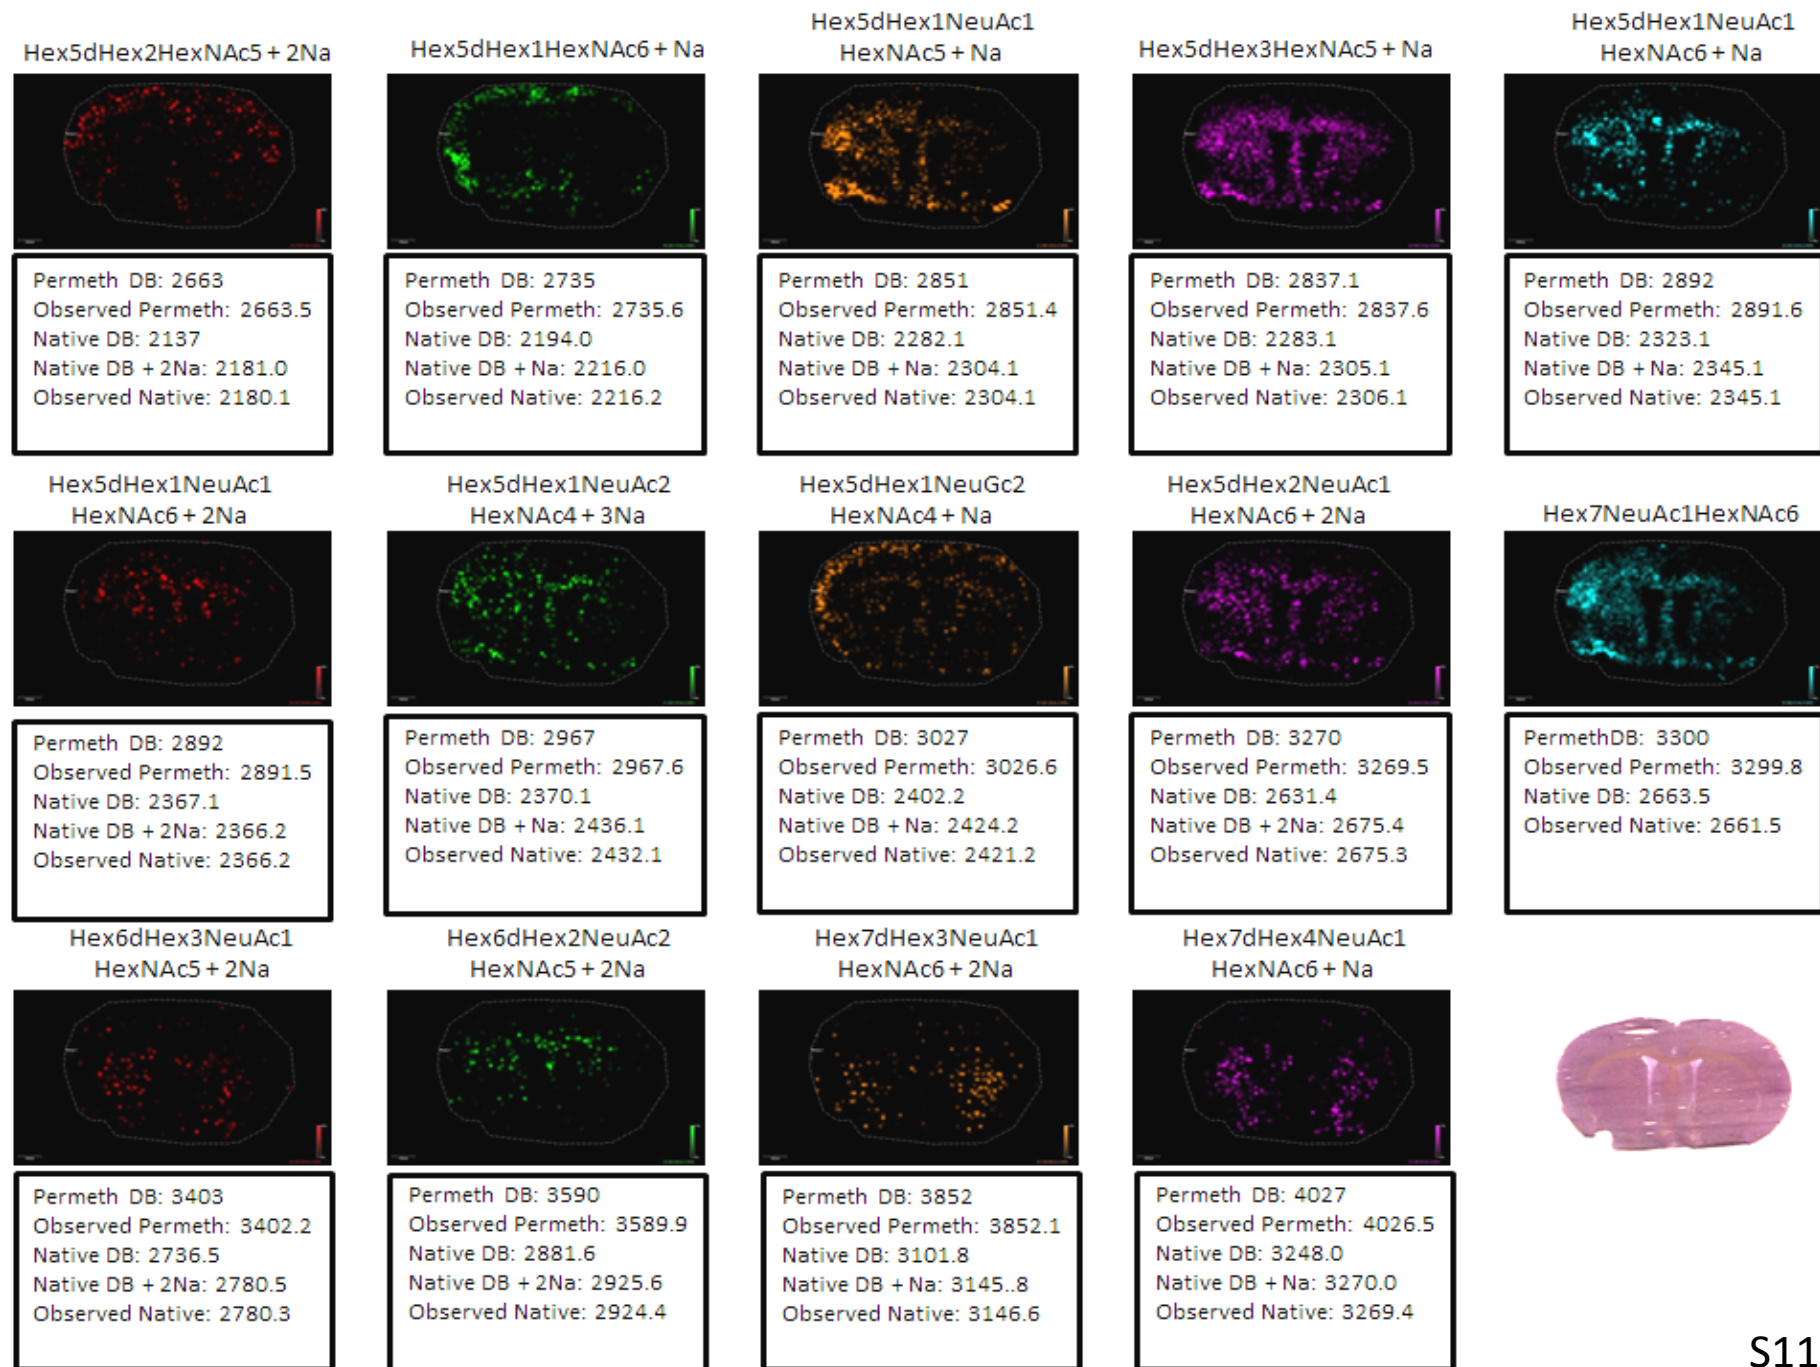 Hex5dHex2HexNAc5 + 2Na
Permeth DB: 2663
Observed Permeth: 2663.5
Native DB: 2137
Native DB + 2Na: 2181.0
Observed Native: 2180.1
Hex5dHex1HexNAc6 + Na
Permeth DB: 2735
Observed Permeth: 2735.6
Native DB: 2194.0
Native DB + Na: 2216.0
Observed Native: 2216.2
Hex5dHex1NeuAc1
HexNAc5 + Na
Permeth DB: 2851
Observed Permeth: 2851.4
Native DB: 2282.1
Native DB + Na: 2304.1
Observed Native: 2304.1
Hex5dHex3HexNAc5 + Na
Permeth DB: 2837.1
Observed Permeth: 2837.6
Native DB: 2283.1
Native DB + Na: 2305.1
Observed Native: 2306.1
Hex5dHex1NeuAc1
HexNAc6 + Na
Permeth DB: 2892
Observed Permeth: 2891.6
Native DB: 2323.1
Native DB + Na: 2345.1
Observed Native: 2345.1
Hex5dHex1NeuAc1
HexNAc6 + 2Na
Permeth DB: 2892
Observed Permeth: 2891.5
Native DB: 2367.1
Native DB + 2Na: 2366.2
Observed Native: 2366.2
Hex5dHex1NeuAc2
HexNAc4 + 3Na
Permeth DB: 2967
Observed Permeth: 2967.6
Native DB: 2370.1
Native DB + Na: 2436.1
Observed Native: 2432.1
Hex5dHex1NeuGc2
HexNAc4 + Na
Permeth DB: 3027
Observed Permeth: 3026.6
Native DB: 2402.2
Native DB + Na: 2424.2
Observed Native: 2421.2
Hex5dHex2NeuAc1
HexNAc6 + 2Na
Permeth DB: 3270
Observed Permeth: 3269.5
Native DB: 2631.4
Native DB + 2Na: 2675.4
Observed Native: 2675.3
Hex7NeuAc1HexNAc6
PermethDB: 3300
Observed Permeth: 3299.8
Native DB: 2663.5
Observed Native: 2661.5
Hex6dHex3NeuAc1
HexNAc5 + 2Na
Permeth DB: 3403
Observed Permeth: 3402.2
Native DB: 2736.5
Native DB + 2Na: 2780.5
Observed Native: 2780.3
Hex6dHex2NeuAc2
HexNAc5 + 2Na
Permeth DB: 3590
Observed Permeth: 3589.9
Native DB: 2881.6
Native DB + 2Na: 2925.6
Observed Native: 2924.4
Hex7dHex3NeuAc1
HexNAc6 + 2Na
Permeth DB: 3852
Observed Permeth: 3852.1
Native DB: 3101.8
Native DB + Na: 3145..8
Observed Native: 3146.6
Hex7dHex4NeuAc1
HexNAc6 + Na
Permeth DB: 4027
Observed Permeth: 4026.5
Native DB: 3248.0
Native DB + Na: 3270.0
Observed Native: 3269.4
S11